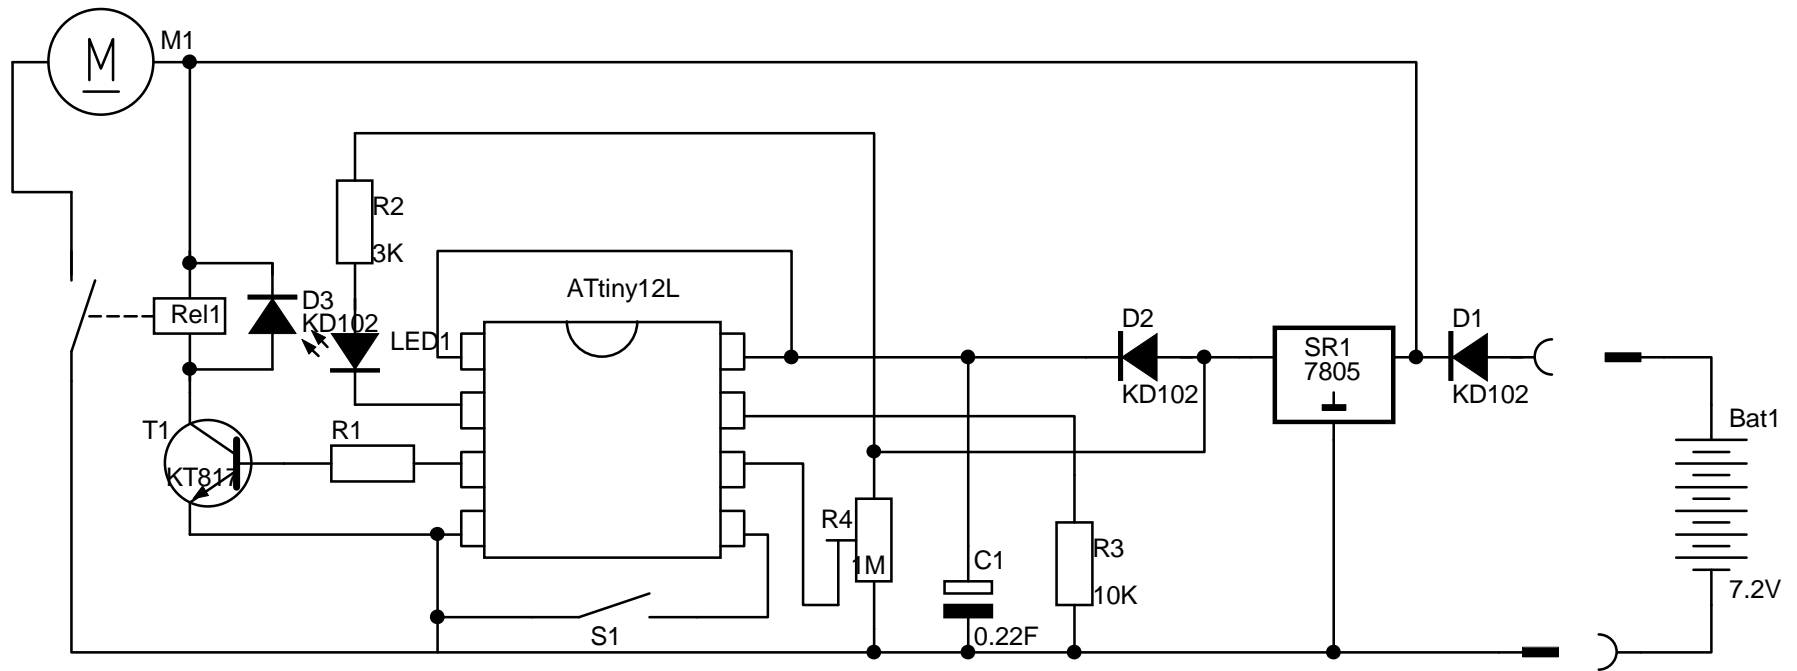 M1
M
R2
3K
ATtiny12L
D3
KD102
Rel1
LED1
D2
KD102
SR1
7805
D1
KD102
T1
KT817
R1
Bat1
7.2V
R4
1M
C1
0.22F
R3
10K
S1